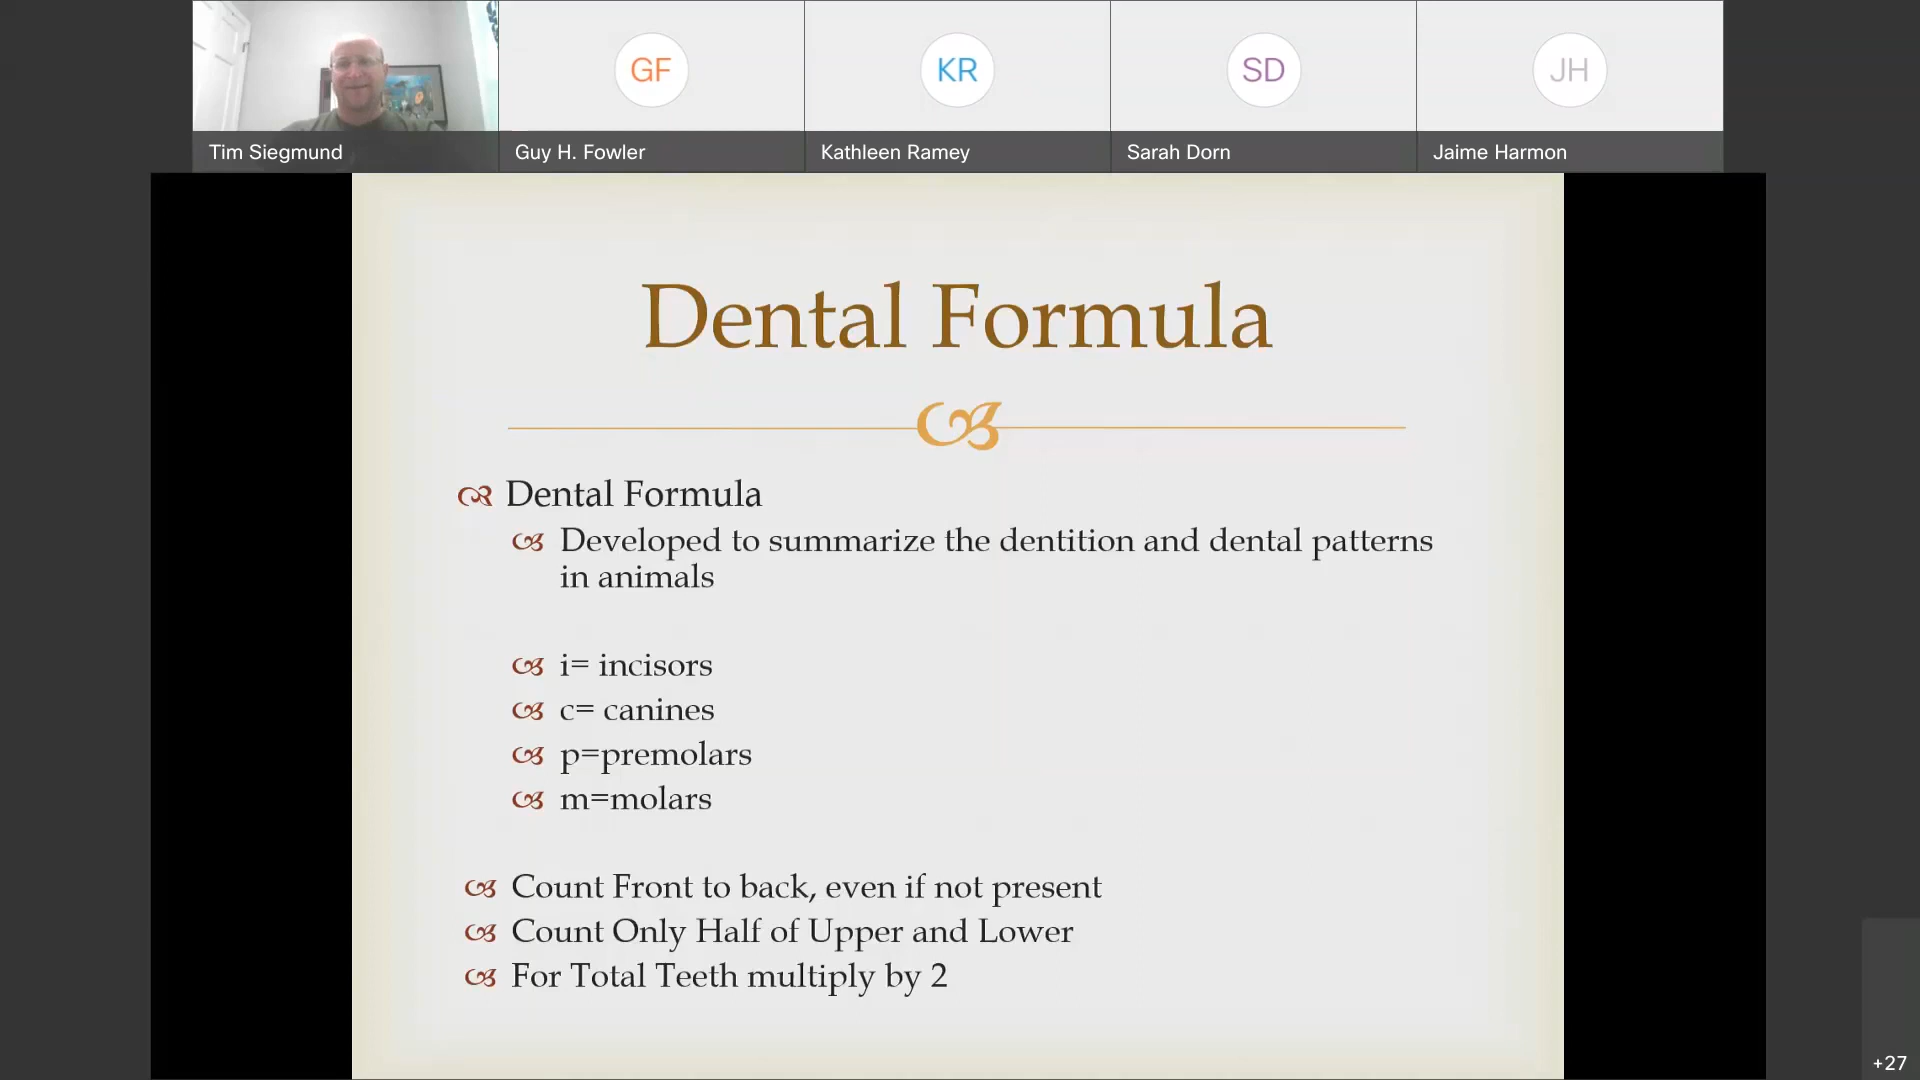 GF
KR
SD
JH
Tim Siegmund
Guy H. Fowler
Kathleen Ramey
Sarah Dorn
Jaime Harmon
Dental Formula
Dental Formula
Developed to summarize the dentition and dental patterns
in animals
i= incisors
c= canines
p=premolars
m=molars
Count Front to back, even if not present
Count Only Half of Upper and Lower
For Total Teeth multiply by 2
+27